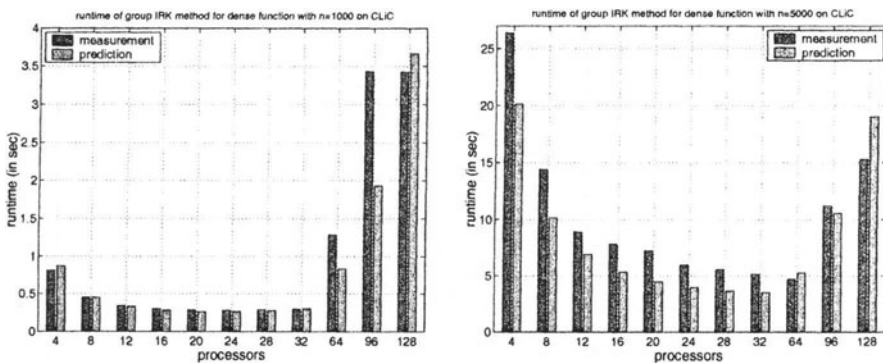 runtime of group IRK method for dense function with n=1000 on CLiC
measurement
prediction
4
3.5
3
2.5
2
1.5
1
0.5
0
runtime (in sec)
4 8 12 16 20 24 28 32 64 96 128
processors
runtime of group IRK method for dense function with n=5000 on CLiC
measurement
prediction
25
20
15
10
5
0
runtime (in sec)
4 8 12 16 20 24 28 32 64 96 128
processors